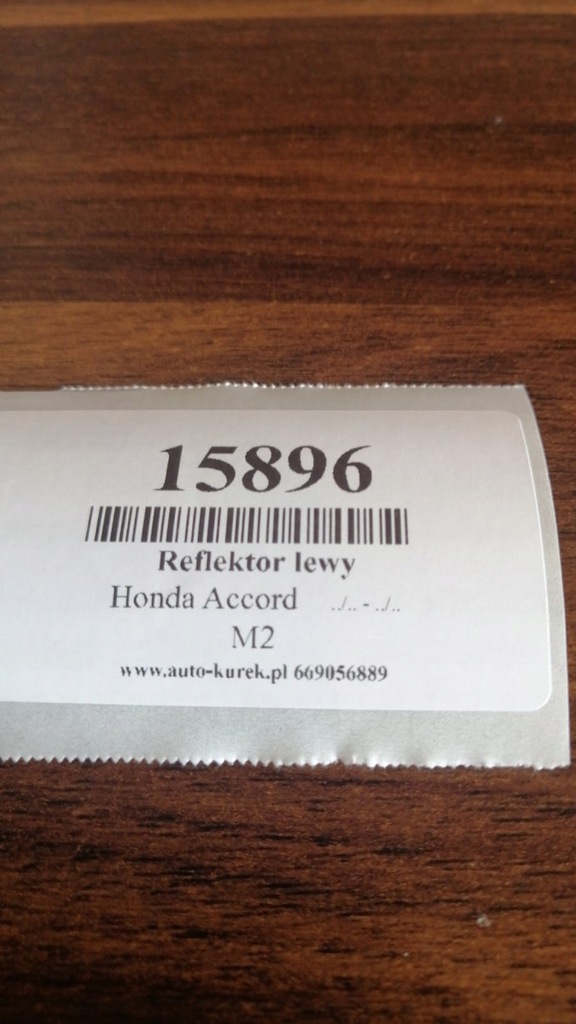 15896
Reflektor lewy
Honda Accord ../.. - ../..
M2
www.auto-kurek.pl 669056889